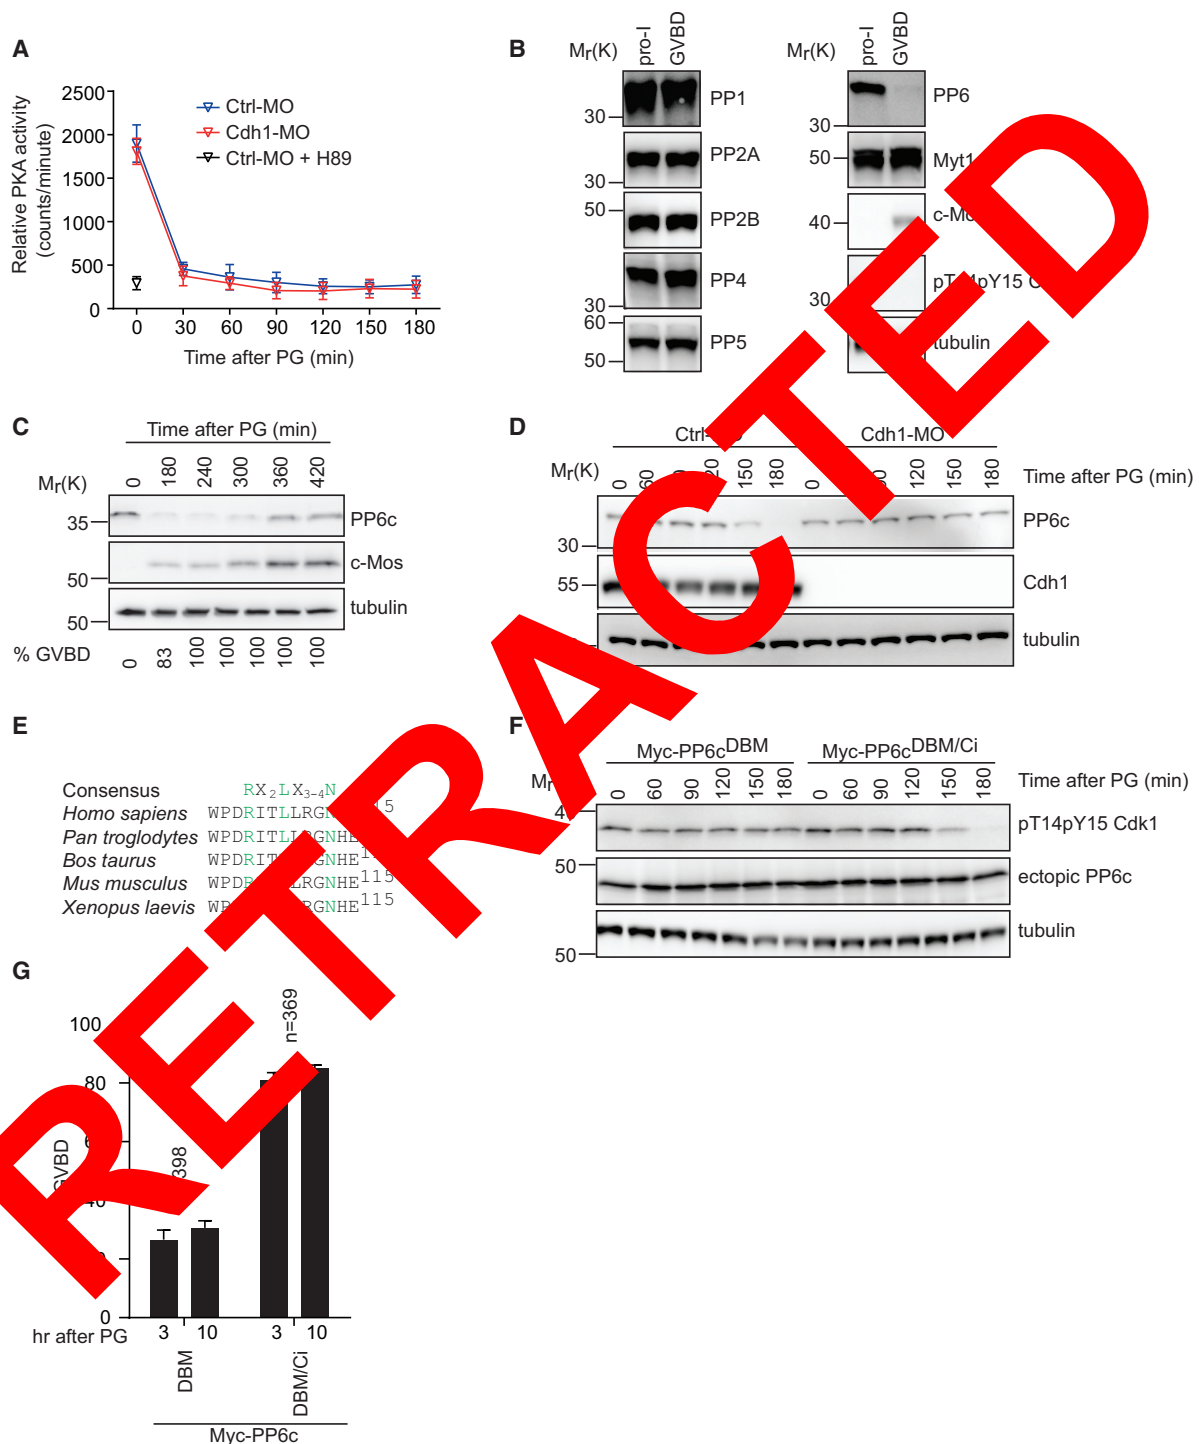 A
Relative PKA activity
(counts/minute)
2500
2000
1500
1000
500
0
Ctrl-MO
Cdh1-MO
Ctrl-MO + H89
0 30 60 90 120 150 180
Time after PG (min)
B
Mr(K)
pro-I
GVBD
30
PP1
PP2A
30
50
PP2B
PP4
30
60
PP5
50
Mr(K)
pro-I
GVBD
PP6
30
50
Myt1
40
30
tubulin
C
Time after PG (min)
Mr(K)
0 180 240 300 360 420
35
PP6c
c-Mos
50
tubulin
50
% GVBD
0 83 100 100 100 100
D
Cdh1-MO
Mr(K)
0 150 180 0 120 150 180
Time after PG (min)
PP6c
30
55
Cdh1
tubulin
E
Consensus RX2LX3-4N
Homo sapiens WPDRITLLRG
Pan troglodytes
Bos taurus
Mus musculus 115
Xenopus laevis 115
F
Myc-PP6cDBM
Myc-PP6cDBM/Ci
0 60 90 120 150 180 0 60 90 120 150 180
Time after PG (min)
pT14pY15 Cdk1
50
ectopic PP6c
tubulin
50
G
100
80
0
GVBD
n=369
hr after PG
3 10 3 10
DBM
DBM/Ci
Myc-PP6c
RETRACTED